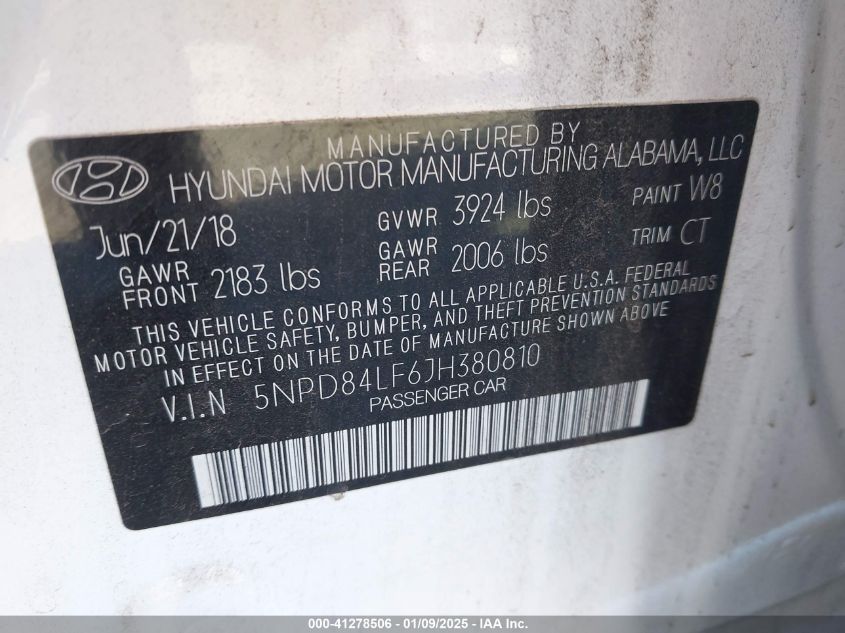 MANUFACTURED BY
HYUNDAI MOTOR MANUFACTURING ALABAMA, LLC
Jun/21/18 GVWR 3924 lbs PAINT W8
GAWR FRONT 2183 lbs GAWR REAR 2006 lbs TRIM CT
THIS VEHICLE CONFORMS TO ALL APPLICABLE U.S.A. FEDERAL
MOTOR VEHICLE SAFETY, BUMPER, AND THEFT PREVENTION STANDARDS
IN EFFECT ON THE DATE OF MANUFACTURE SHOWN ABOVE
V.I.N 5NPD84LF6JH380810
PASSENGER CAR
000-41278506 - 01/09/2025 - IAA Inc.